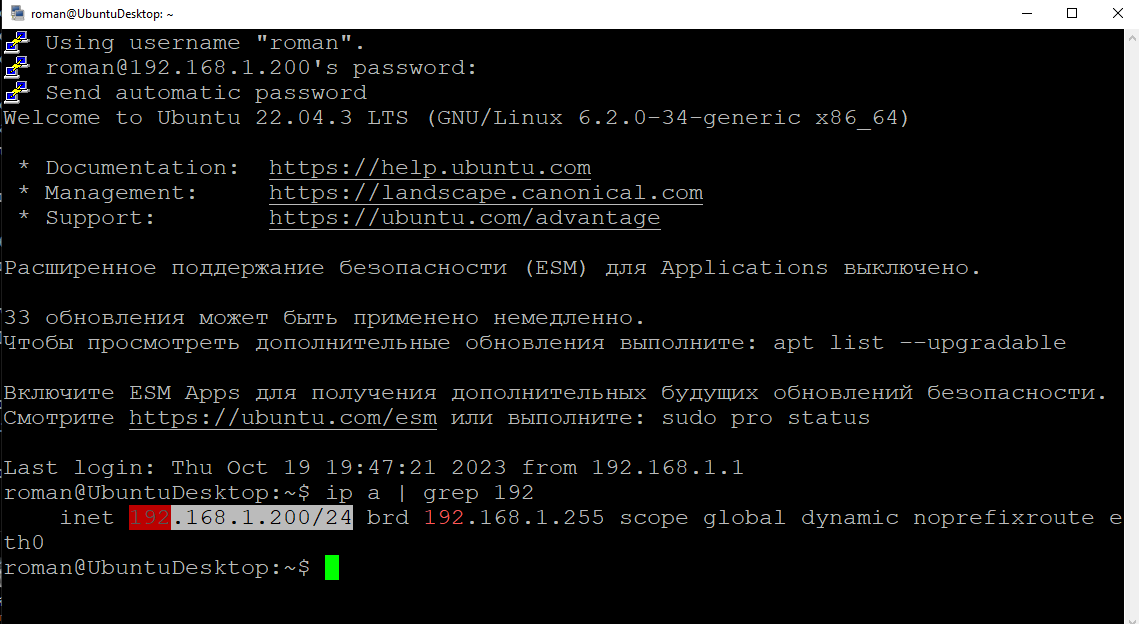 roman@UbuntuDesktop: ~
Using username "roman".
roman@192.168.1.200's password:
Send automatic password
Welcome to Ubuntu 22.04.3 LTS (GNU/Linux 6.2.0-34-generic x86_64)
* Documentation:  https://help.ubuntu.com
* Management:     https://landscape.canonical.com
* Support:        https://ubuntu.com/advantage
Расширенное поддержание безопасности (ESM) для Applications выключено.
33 обновления может быть применено немедленно.
Чтобы просмотреть дополнительные обновления выполните: apt list --upgradable
Включите ESM Apps для получения дополнительных будущих обновлений безопасности.
Смотрите https://ubuntu.com/esm или выполните: sudo pro status
Last login: Thu Oct 19 19:47:21 2023 from 192.168.1.1
roman@UbuntuDesktop:~$ ip a | grep 192
inet 192.168.1.200/24 brd 192.168.1.255 scope global dynamic noprefixroute e
th0
roman@UbuntuDesktop:~$